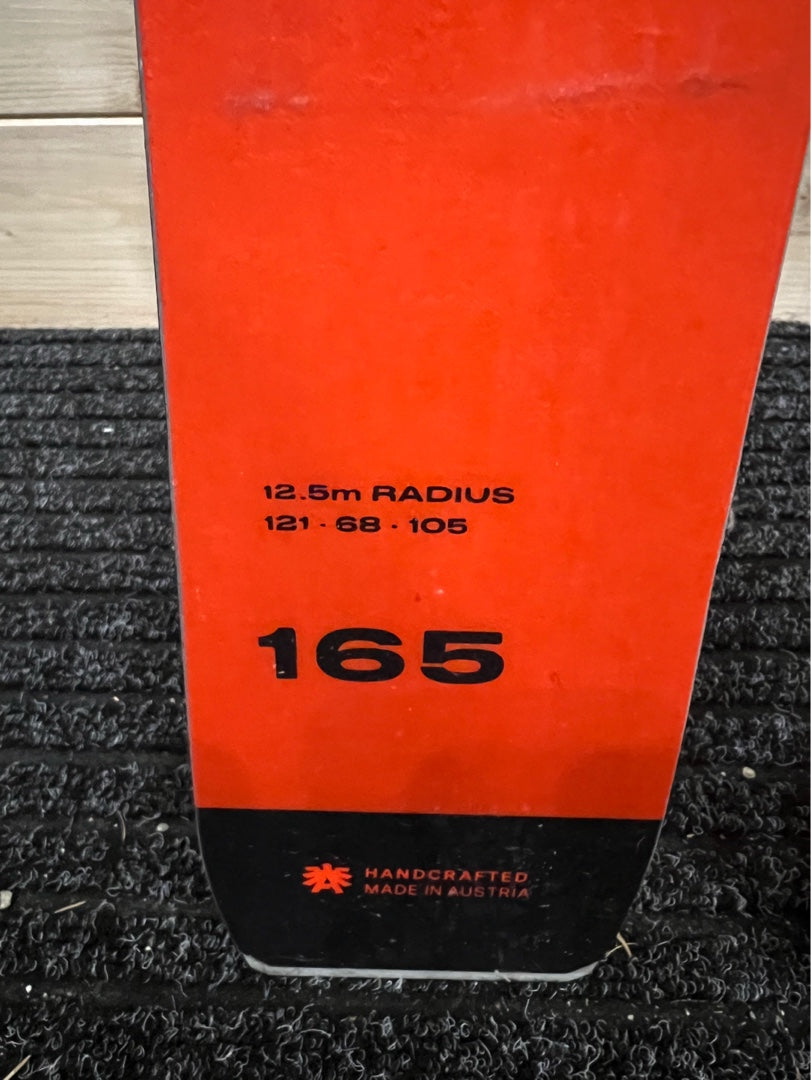 12.5m RADIUS
121 · 68 · 105
165
HANDCRAFTED
MADE IN AUSTRIA